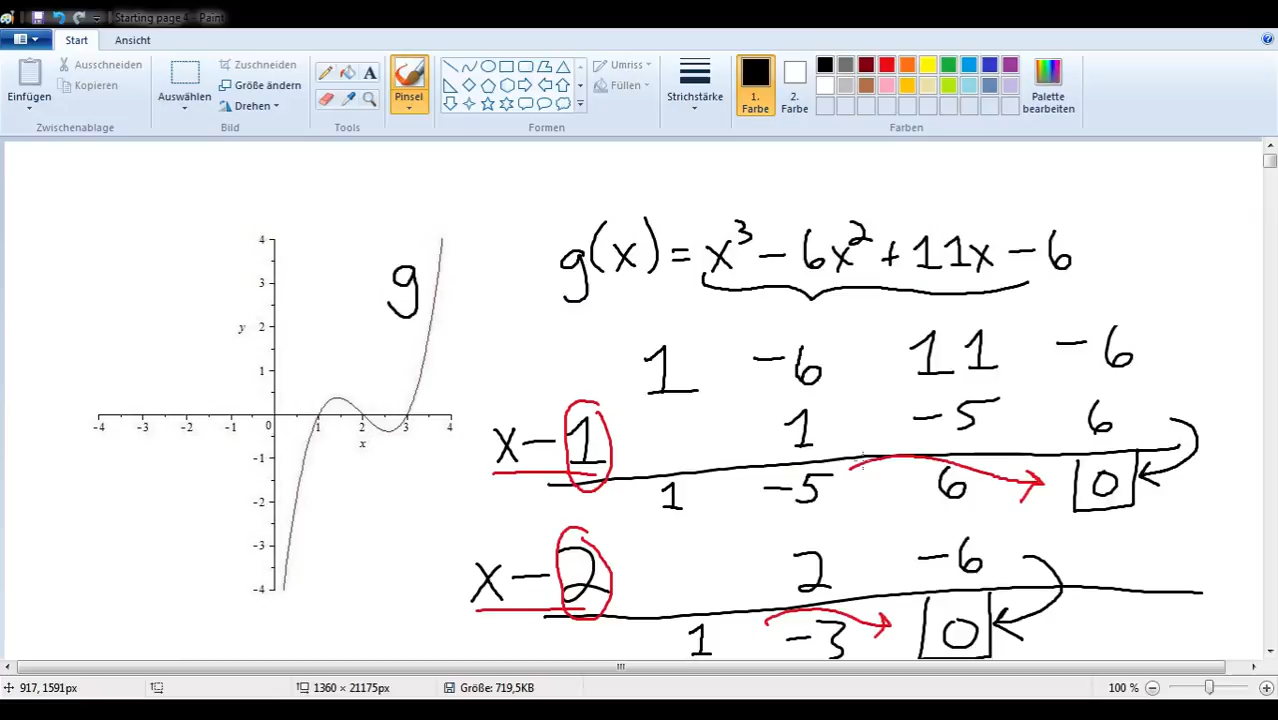 Starting page 4 - Paint
Start Ansicht
Einfügen
Ausschneiden
Kopieren
Zwischenablage
Auswählen
Zuschneiden
Größe ändern
Drehen
Bild
A
Tools
Pinsel
Formen
Umriss
Füllen
Strichstärke
1. Farbe
2. Farbe
Palette bearbeiten
Farben
g(x) = x³ - 6x² + 11x - 6
g
y
x
4
3
2
1
-4 -3 -2 -1 0 1 2 3 4
-1
-2
-3
-4
1 -6 11 -6
x-1 1 -5 6
1 -5 6 0
x-2 2 -6
1 -3 0
917, 1591px
1360 × 21175px
Größe: 719,5KB
100 %